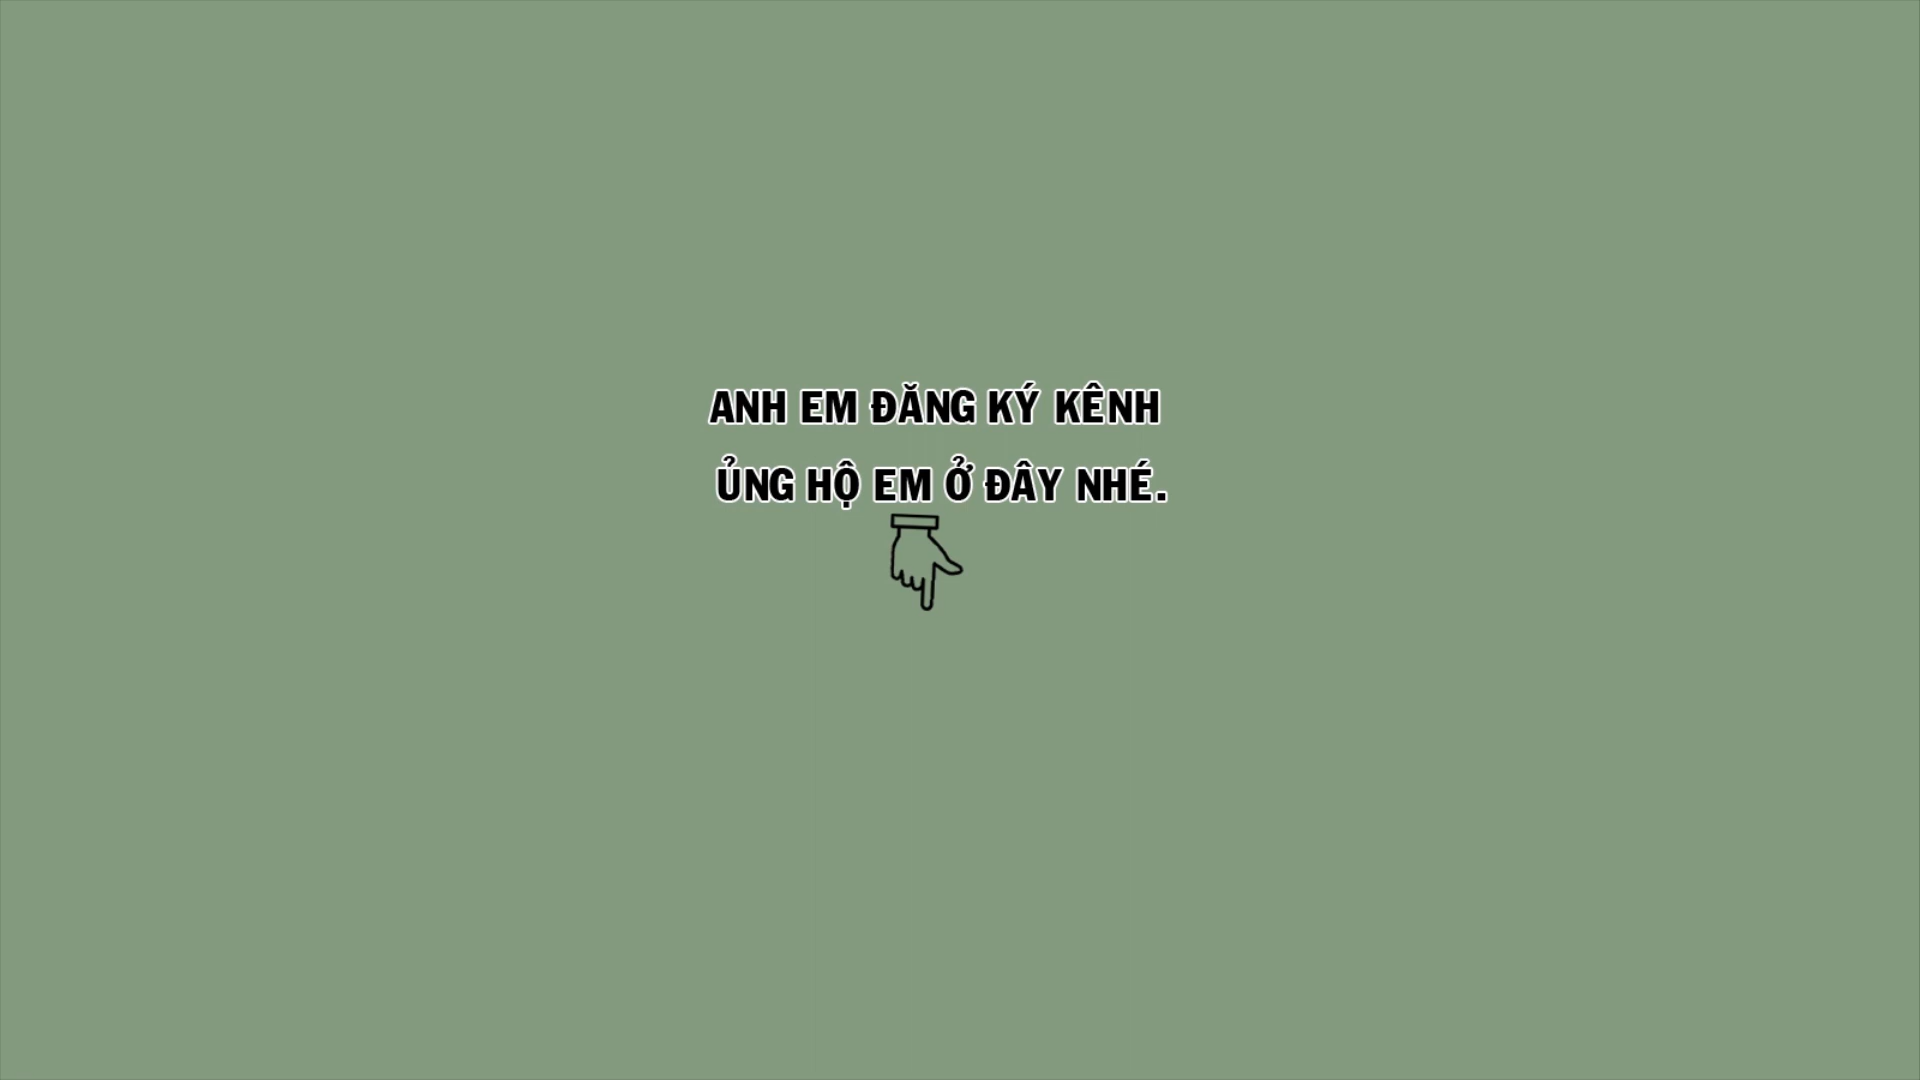 ANH EM ĐĂNG KÝ KÊNH
ỦNG HỘ EM Ở ĐÂY NHÉ.